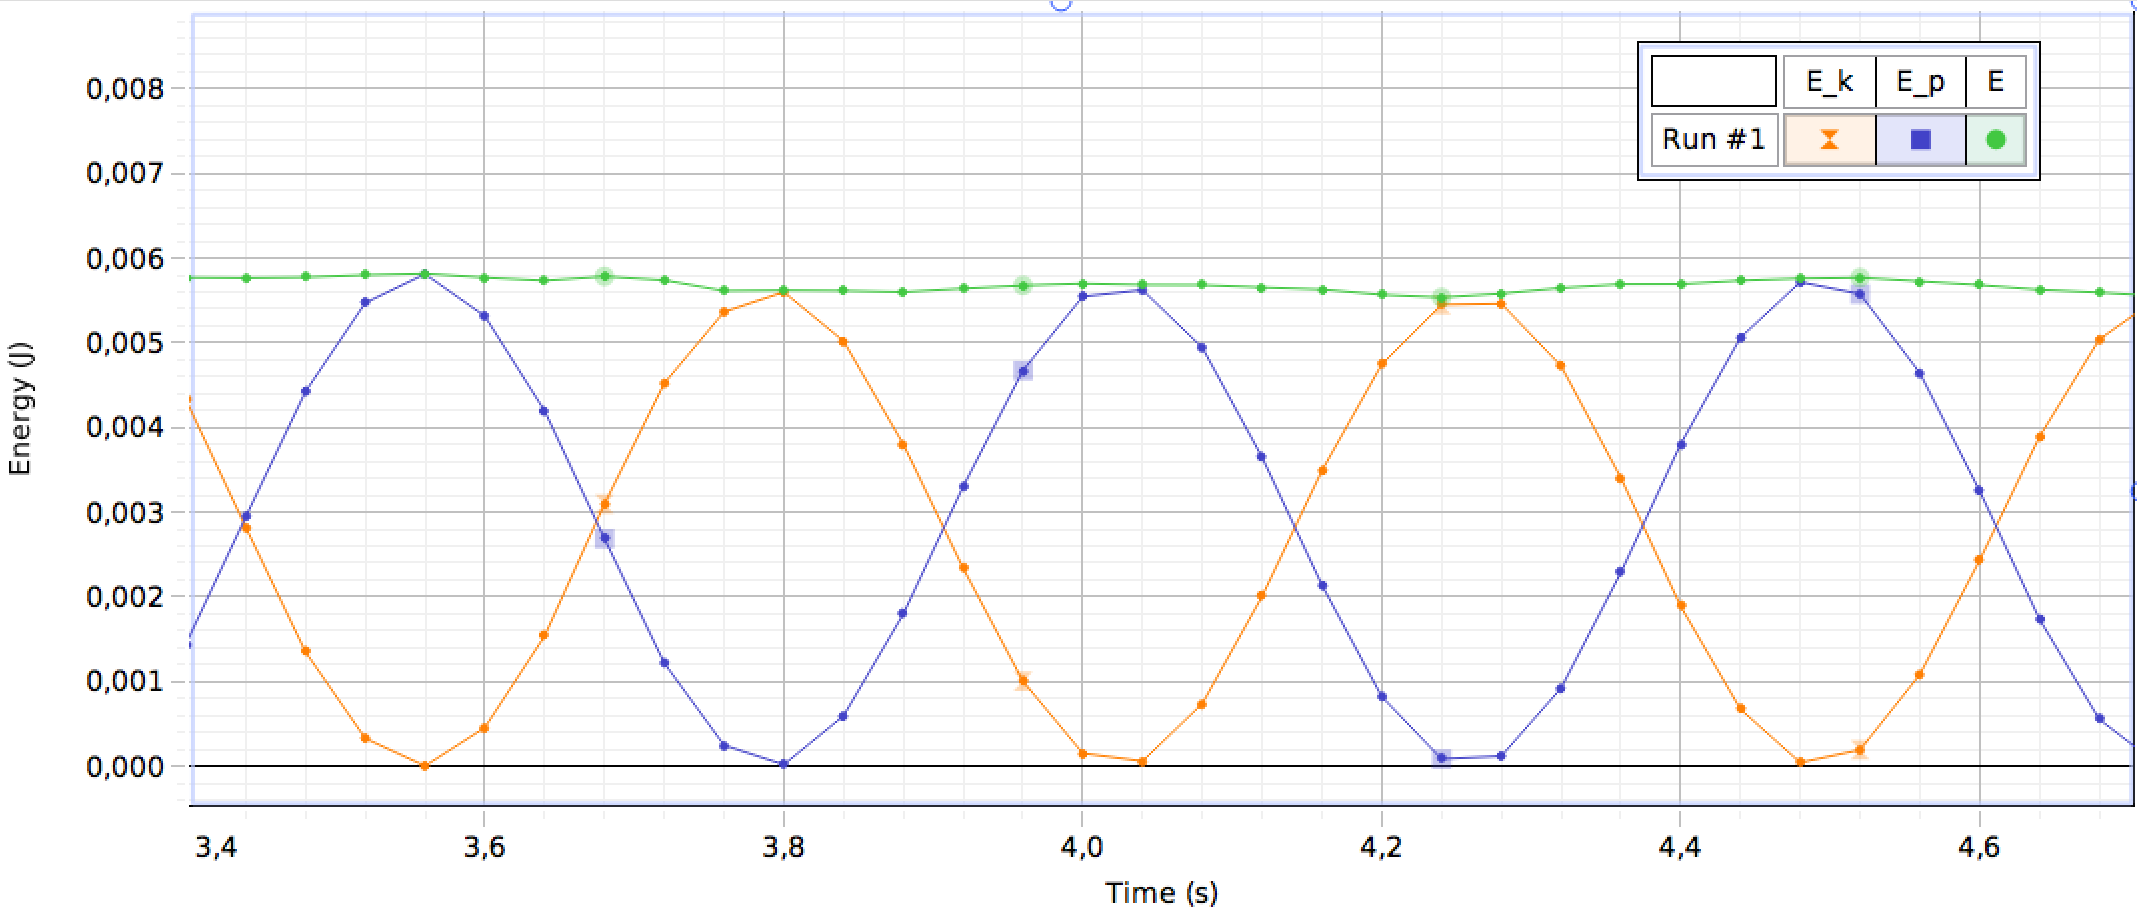 E_k E_p E
Run #1
0,008
0,007
0,006
0,005
0,004
0,003
0,002
0,001
0,000
Energy (J)
3,4 3,6 3,8 4,0 4,2 4,4 4,6
Time (s)